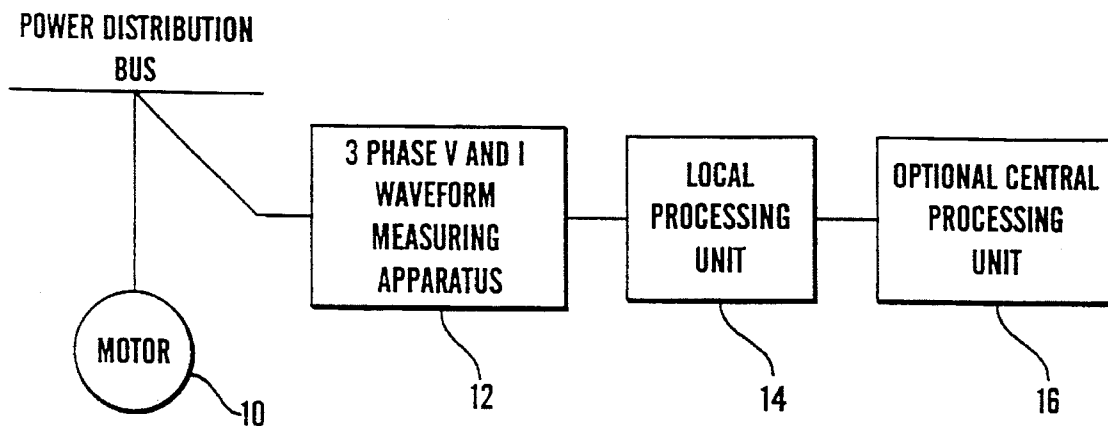 POWER DISTRIBUTION
BUS
3 PHASE V AND I
WAVEFORM
MEASURING
APPARATUS
LOCAL
PROCESSING
UNIT
OPTIONAL CENTRAL
PROCESSING
UNIT
MOTOR
10
12
14
16